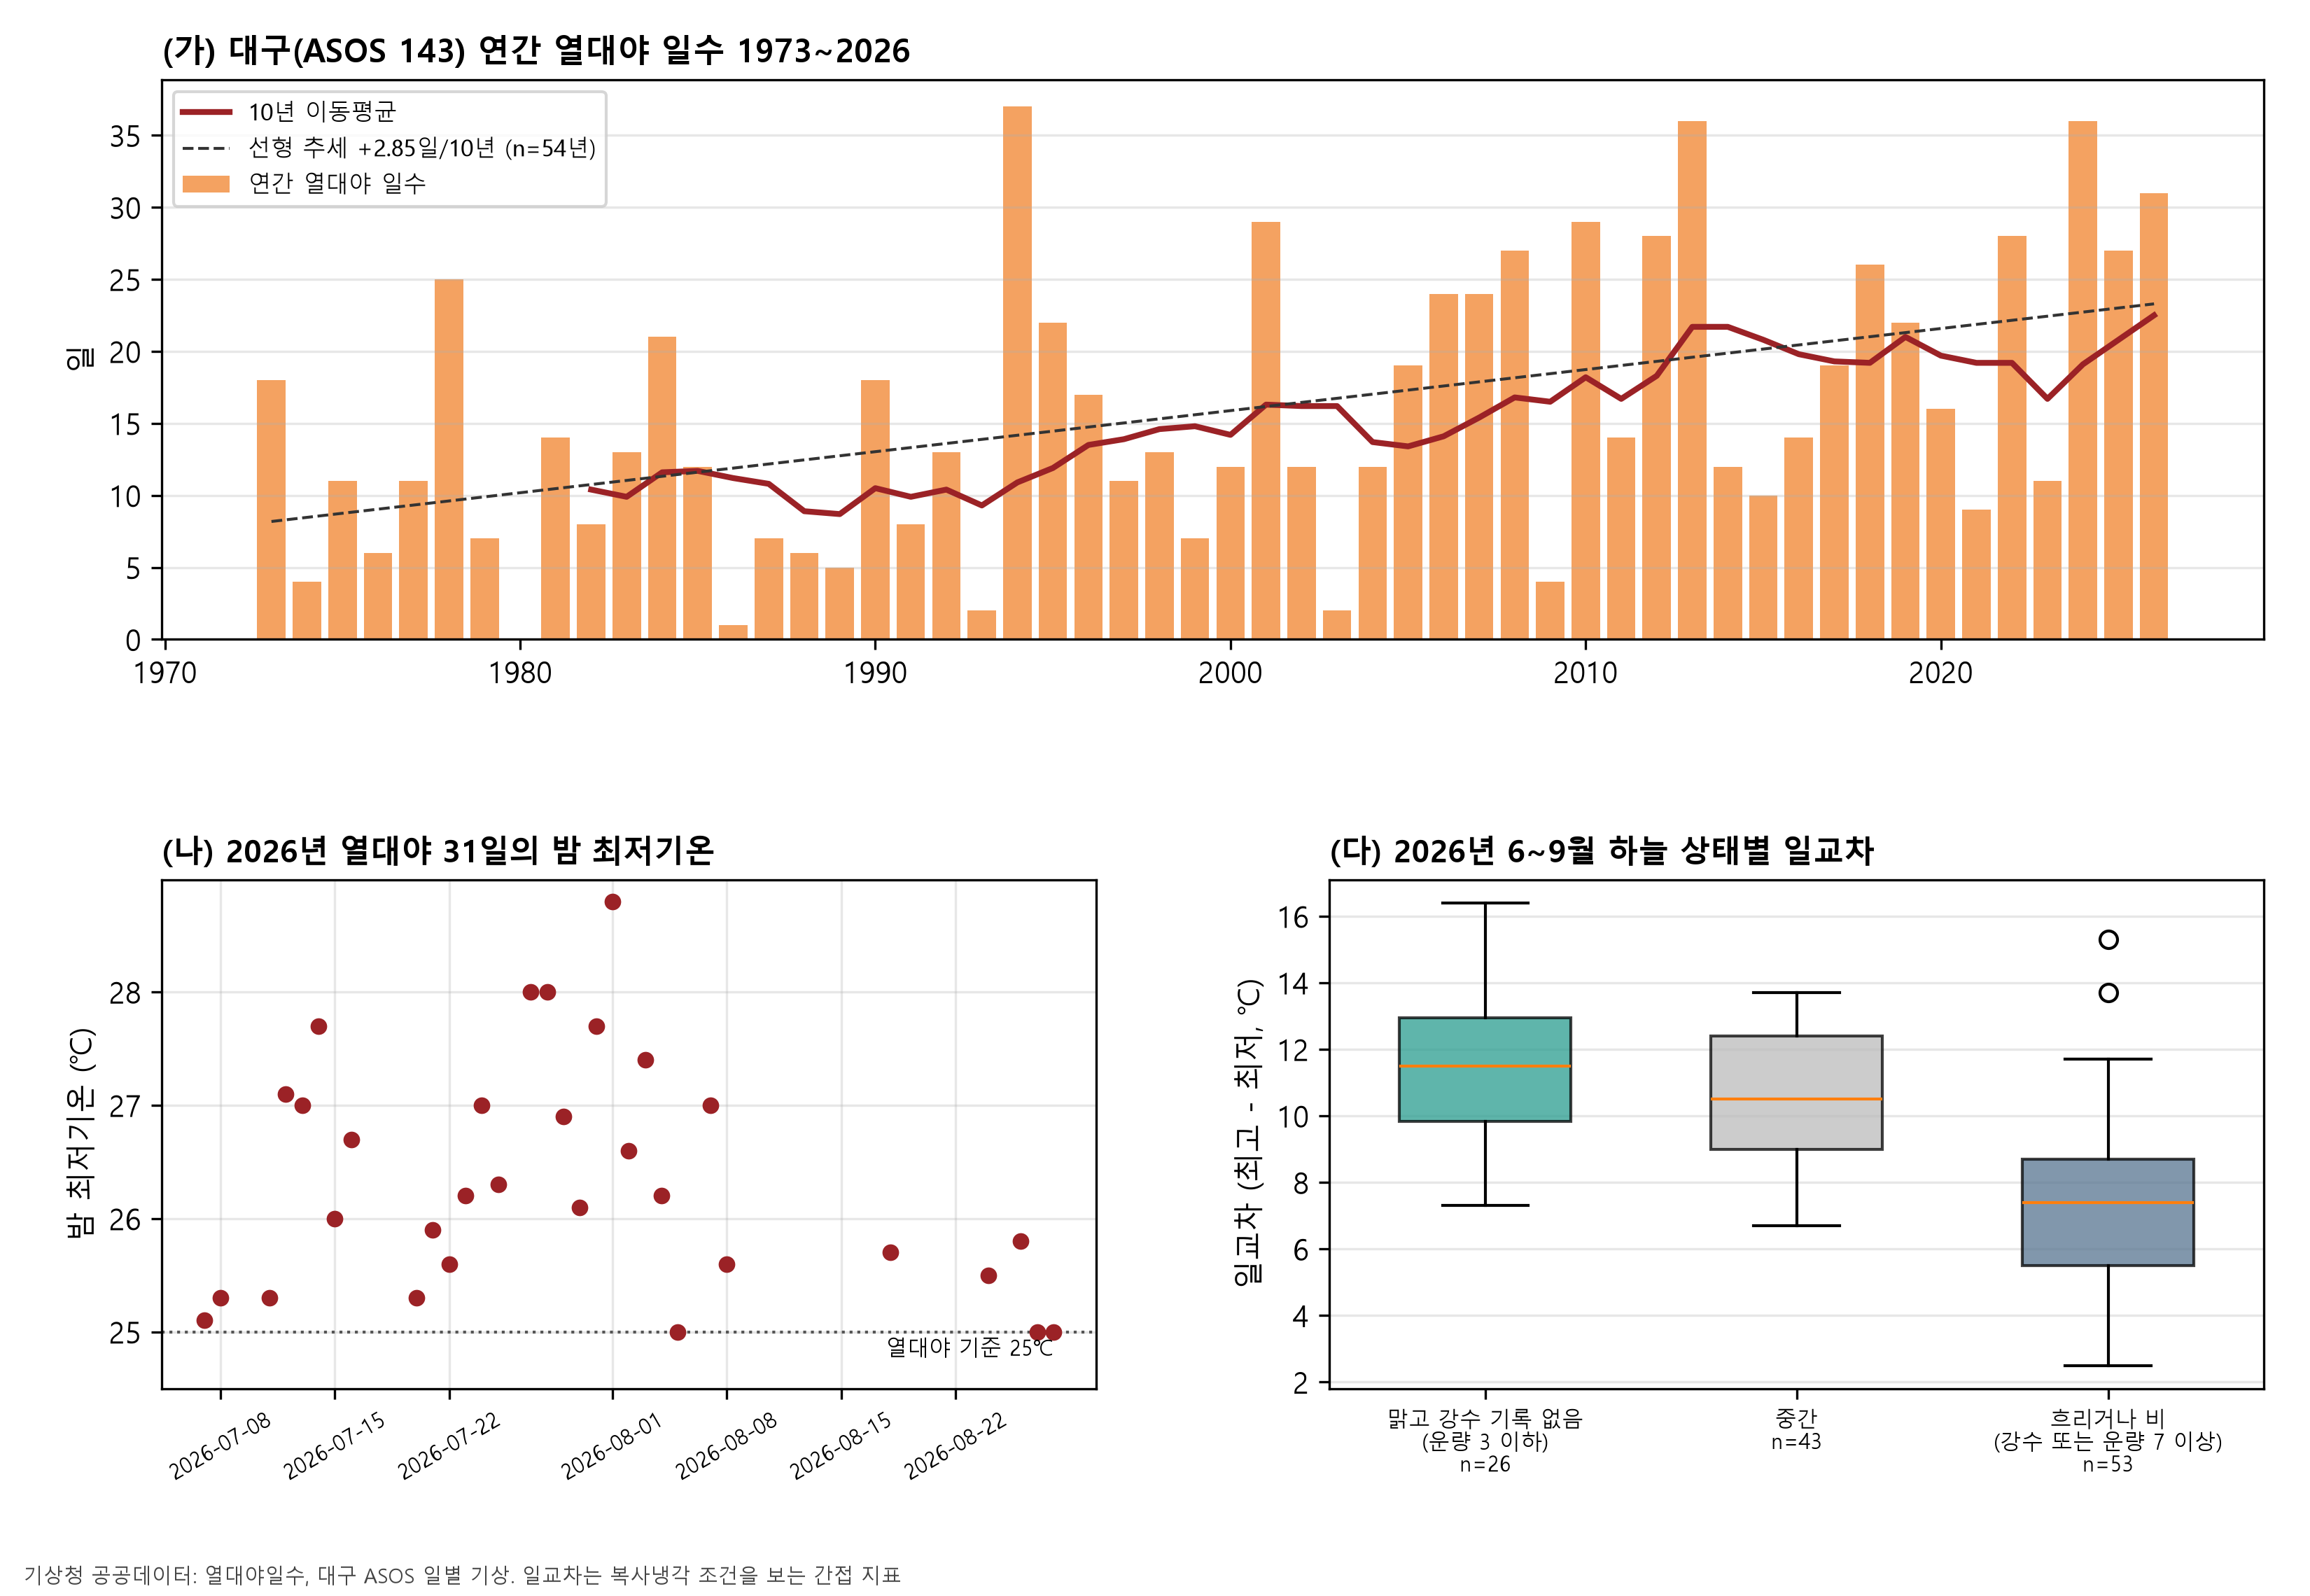 (가) 대구(ASOS 143) 연간 열대야 일수 1973~2026
10년 이동평균
선형 추세 +2.85일/10년 (n=54년)
연간 열대야 일수
일
35
30
25
20
15
10
5
0
1970 1980 1990 2000 2010 2020
(나) 2026년 열대야 31일의 밤 최저기온
밤 최저기온 (℃)
28
27
26
25
열대야 기준 25℃
2026-07-08 2026-07-15 2026-07-22 2026-08-01 2026-08-08 2026-08-15 2026-08-22
(다) 2026년 6~9월 하늘 상태별 일교차
일교차 (최고 - 최저, ℃)
16
14
12
10
8
6
4
2
맑고 강수 기록 없음
(운량 3 이하)
n=26
중간
n=43
흐리거나 비
(강수 또는 운량 7 이상)
n=53
기상청 공공데이터: 열대야일수, 대구 ASOS 일별 기상. 일교차는 복사냉각 조건을 보는 간접 지표